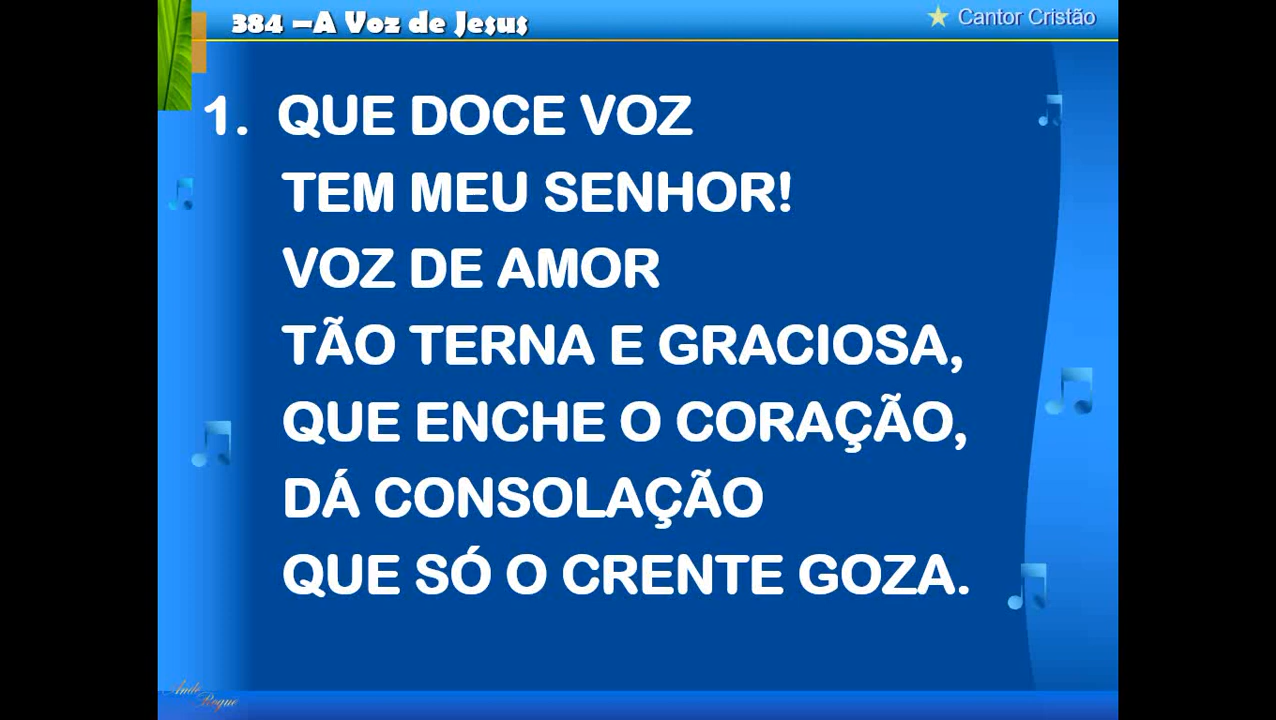 384 –A Voz de Jesus
Cantor Cristão
1. QUE DOCE VOZ
TEM MEU SENHOR!
VOZ DE AMOR
TÃO TERNA E GRACIOSA,
QUE ENCHE O CORAÇÃO,
DÁ CONSOLAÇÃO
QUE SÓ O CRENTE GOZA.
Roque